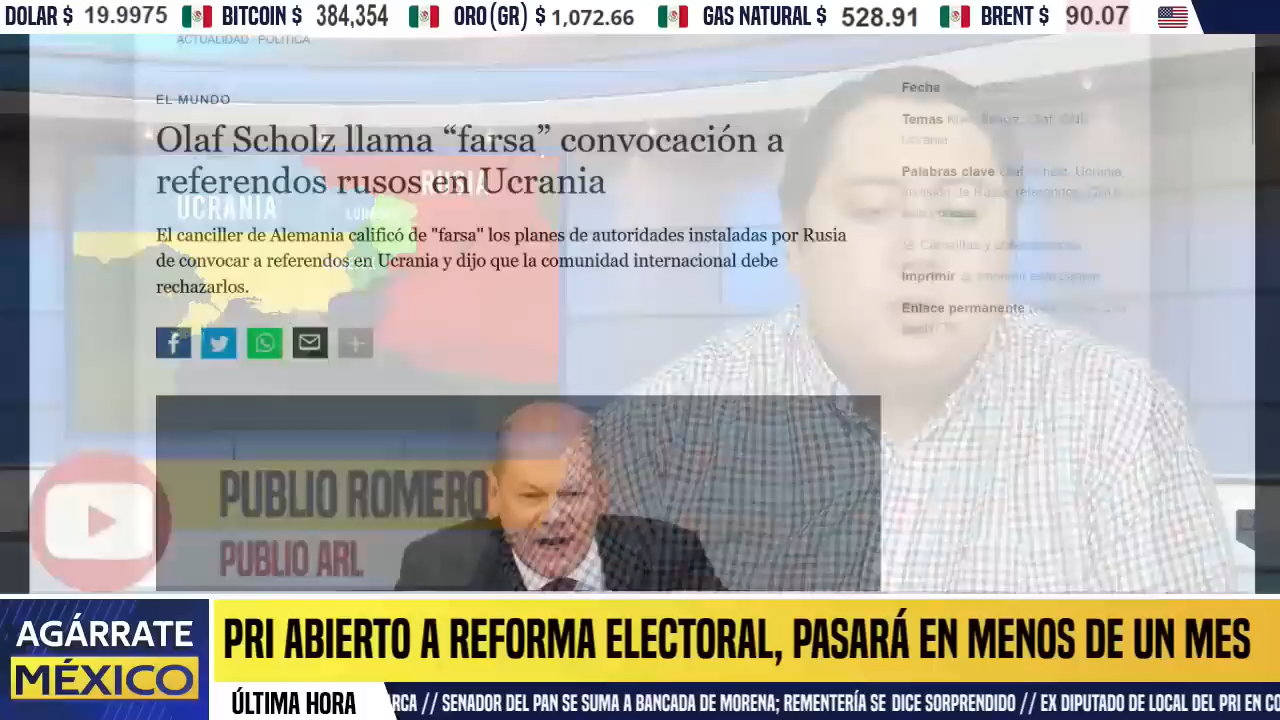 DOLAR $ 19.9975 BITCOIN $ 384,354 ORO(GR) $ 1,072.66 GAS NATURAL $ 528.91 BRENT $ 90.07
ACTUALIDAD POLÍTICA
EL MUNDO
Olaf Scholz llama “farsa” convocación a
referendos rusos en Ucrania
RUSIA
UCRANIA
El canciller de Alemania calificó de "farsa" los planes de autoridades instaladas por Rusia
de convocar a referendos en Ucrania y dijo que la comunidad internacional debe
rechazarlos.
Fecha
Temas
Ucrania
Palabras clave
Imprimir
Enlace permanente
PUBLIO ROMERO
PUBLIO ARL
AGÁRRATE
MÉXICO
PRI ABIERTO A REFORMA ELECTORAL, PASARÁ EN MENOS DE UN MES
ÚLTIMA HORA
RCA // SENADOR DEL PAN SE SUMA A BANCADA DE MORENA; REMENTERÍA SE DICE SORPRENDIDO // EX DIPUTADO DE LOCAL DEL PRI EN CO